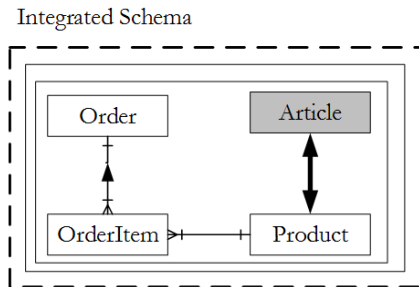 Integrated Schema
Order
Article
OrderItem
Product